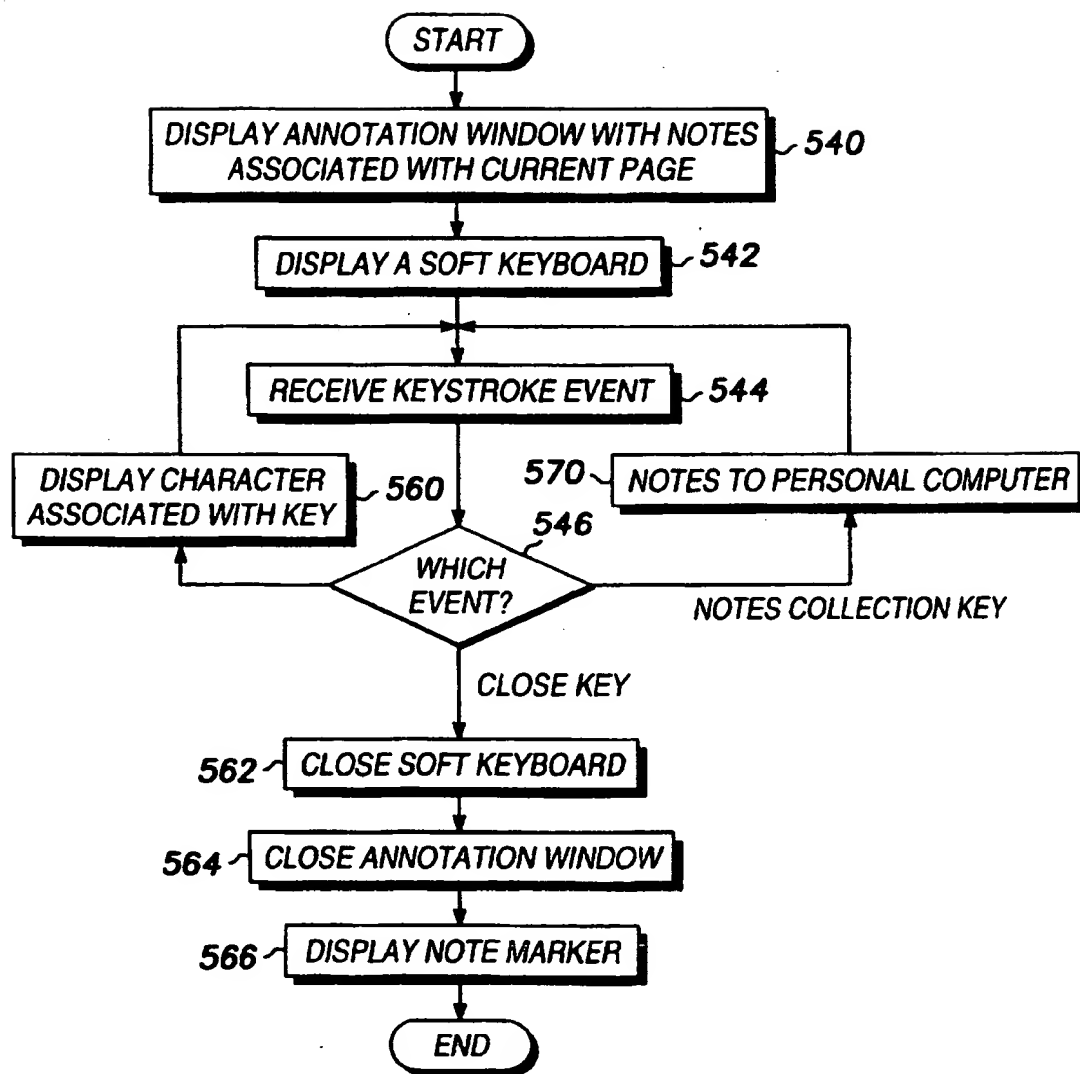 START
DISPLAY ANNOTATION WINDOW WITH NOTES
ASSOCIATED WITH CURRENT PAGE
540
DISPLAY A SOFT KEYBOARD
542
RECEIVE KEYSTROKE EVENT
544
DISPLAY CHARACTER
ASSOCIATED WITH KEY
560
570
NOTES TO PERSONAL COMPUTER
546
WHICH
EVENT?
NOTES COLLECTION KEY
CLOSE KEY
562
CLOSE SOFT KEYBOARD
564
CLOSE ANNOTATION WINDOW
566
DISPLAY NOTE MARKER
END